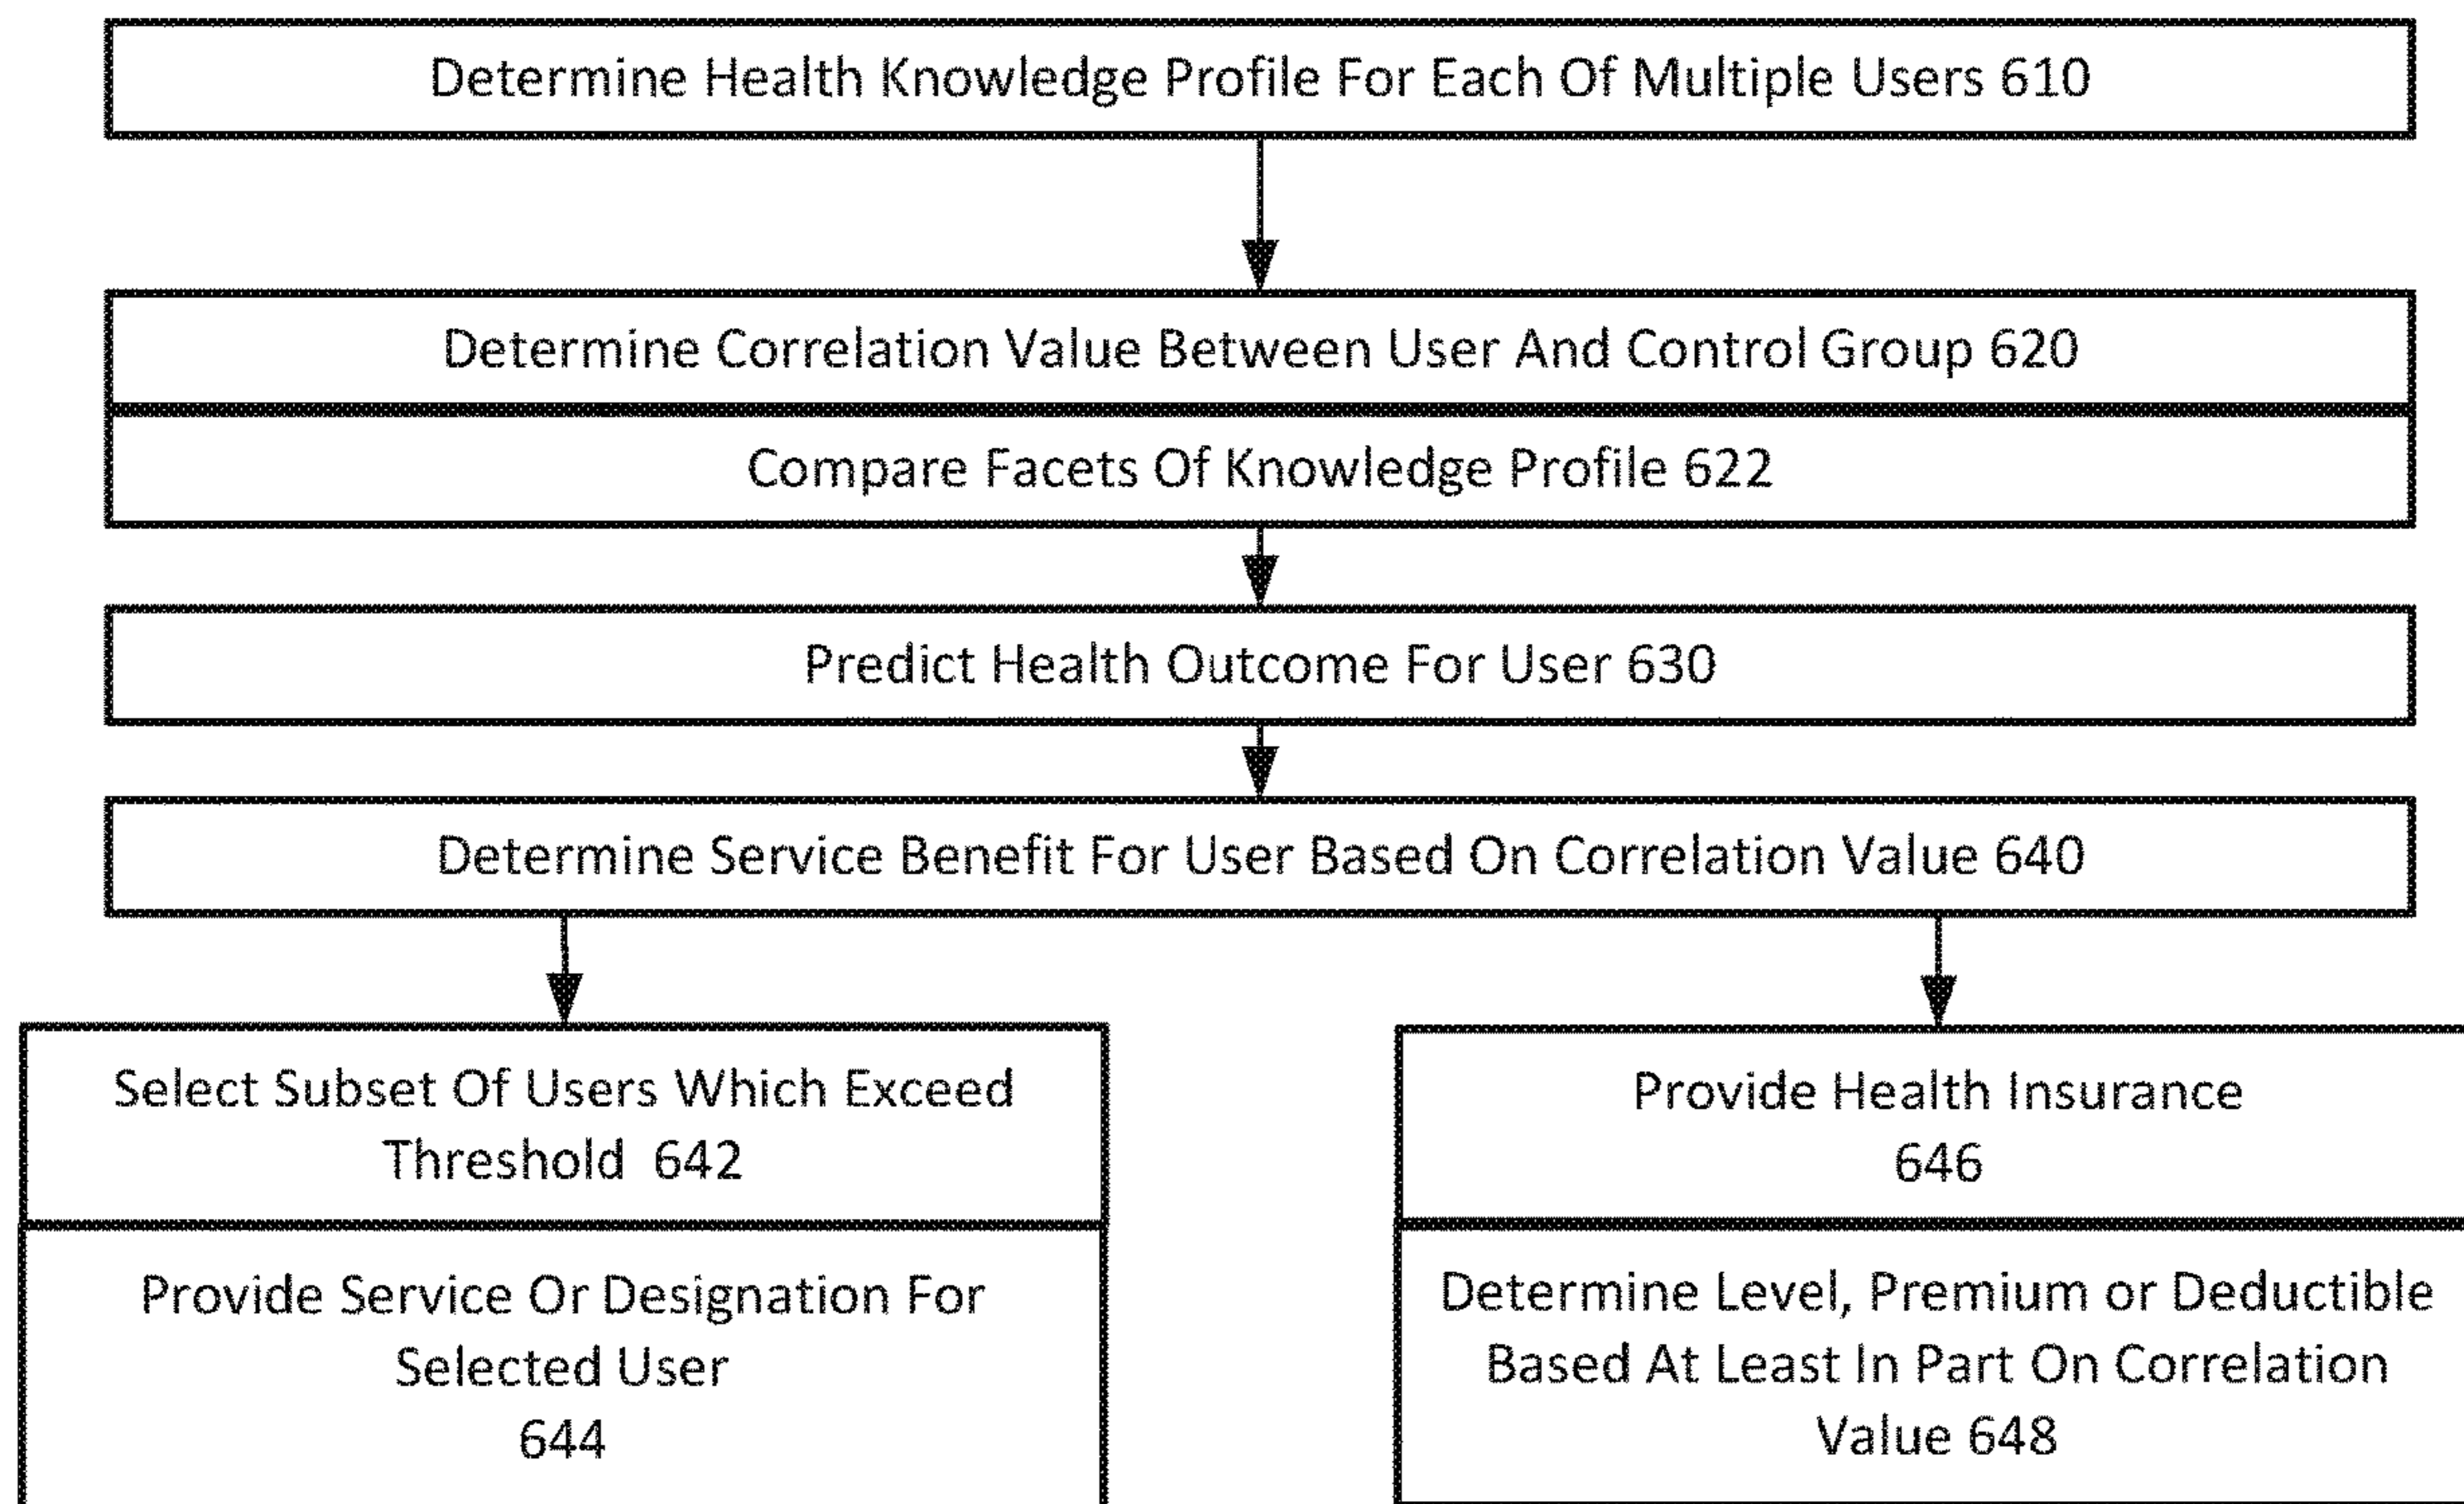 Determine Health Knowledge Profile For Each Of Multiple Users 610
Determine Correlation Value Between User And Control Group 620
Compare Facets Of Knowledge Profile 622
Predict Health Outcome For User 630
Determine Service Benefit For User Based On Correlation Value 640
Select Subset Of Users Which Exceed
Threshold 642
Provide Service Or Designation For
Selected User
644
Provide Health Insurance
646
Determine Level, Premium or Deductible
Based At Least In Part On Correlation
Value 648